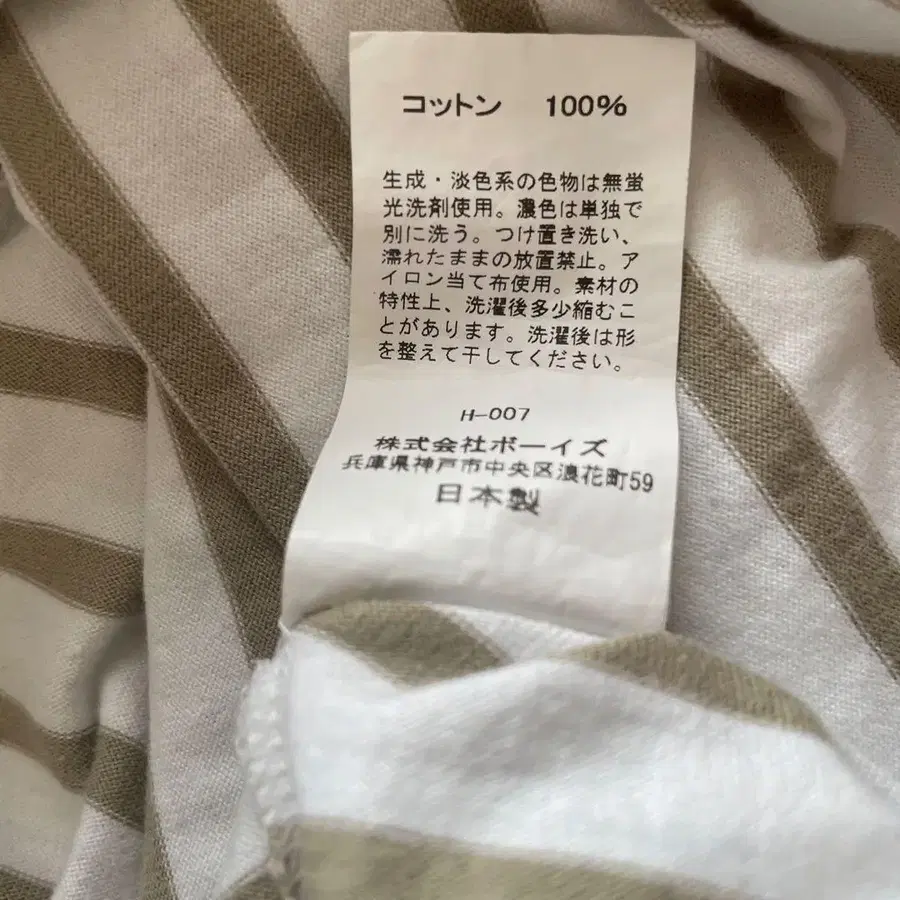 コットン 100%
生成・淡色系の色物は無蛍
光洗剤使用。濃色は単独で
別に洗う。つけ置き洗い、
濡れたままの放置禁止。ア
イロン当て布使用。素材の
特性上、洗濯後多少縮むこ
とがあります。洗濯後は形
を整えて干してください。
H-007
株式会社ボーイズ
兵庫県神戸市中央区浪花町59
日本製